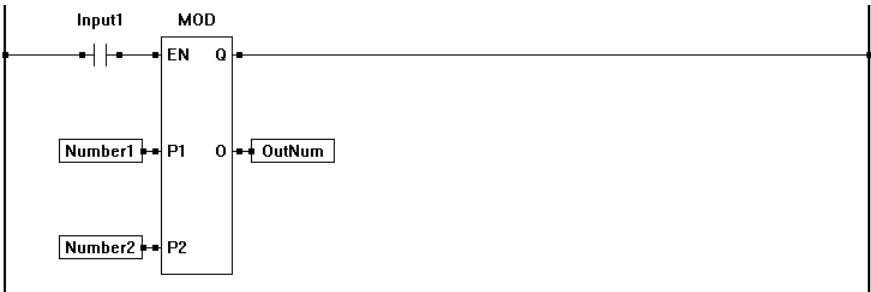 Input1 MOD
EN Q
Number1 P1 O OutNum
Number2 P2